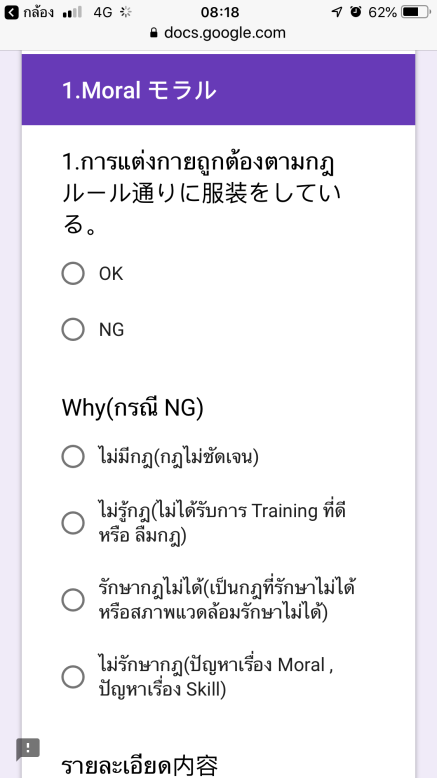 กล้อง 4G 08:18 62%
docs.google.com
1.Moral モラル
1.การแต่งกายถูกต้องตามกฎ
ルール通りに服装をしてい
る。
OK
NG
Why(กรณี NG)
ไม่มีกฎ(กฎไม่ชัดเจน)
ไม่รู้กฎ(ไม่ได้รับการ Training ที่ดี
หรือ ลืมกฎ)
รักษากฎไม่ได้(เป็นกฎที่รักษาไม่ได้
หรือสภาพแวดล้อมรักษาไม่ได้)
ไม่รักษากฎ(ปัญหาเรื่อง Moral ,
ปัญหาเรื่อง Skill)
รายละเอียด内容